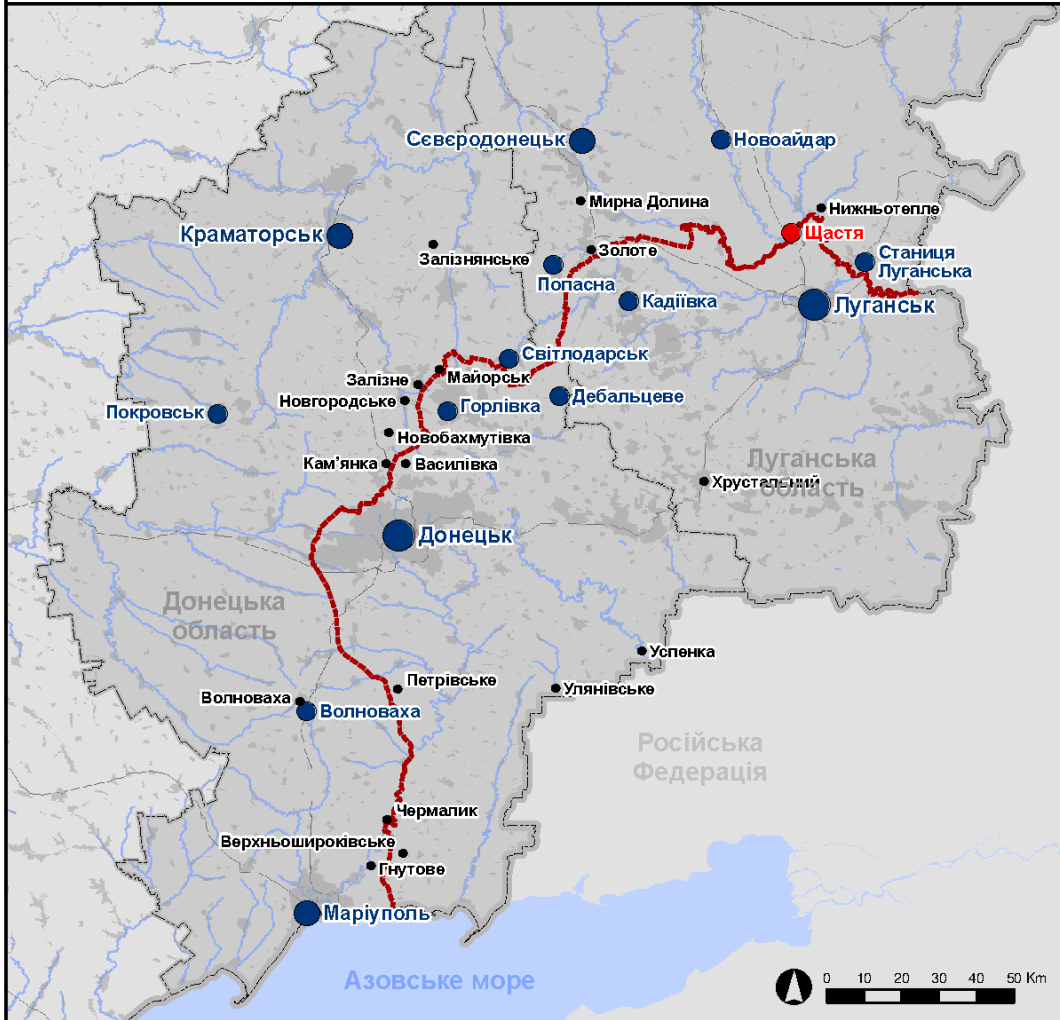 Сєвєродонецьк
Новоайдар
Мирна Долина
Нижньотепле
Краматорськ
Щастя
Залізнянське
Золоте
Станиця
Луганська
Попасна
Кадіївка
Луганськ
Світлодарськ
Майорськ
Залізне
Новгородське
Дебальцеве
Покровськ
Горлівка
Новобахмутівка
Кам'янка
Василівка
Луганська
область
Хрустальний
Донецьк
Донецька
область
Успенка
Петрівське
Улянівське
Волноваха
Волноваха
Російська
Федерація
Чермалик
Верхньошироківське
Гнутове
Маріуполь
Азовське море
0 10 20 30 40 50 Km